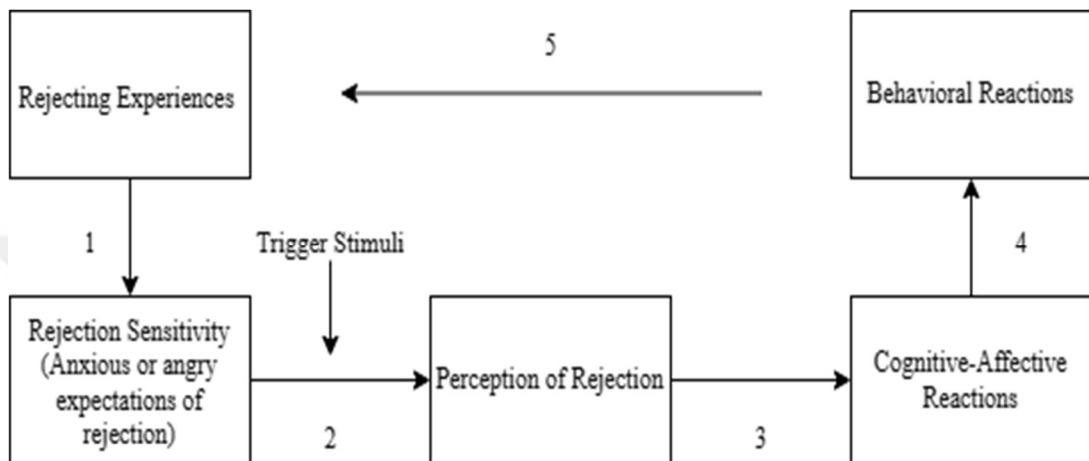 5
Rejecting Experiences
Behavioral Reactions
1
Trigger Stimuli
4
Rejection Sensitivity
(Anxious or angry
expectations of
rejection)
2
Perception of Rejection
3
Cognitive-Affective
Reactions